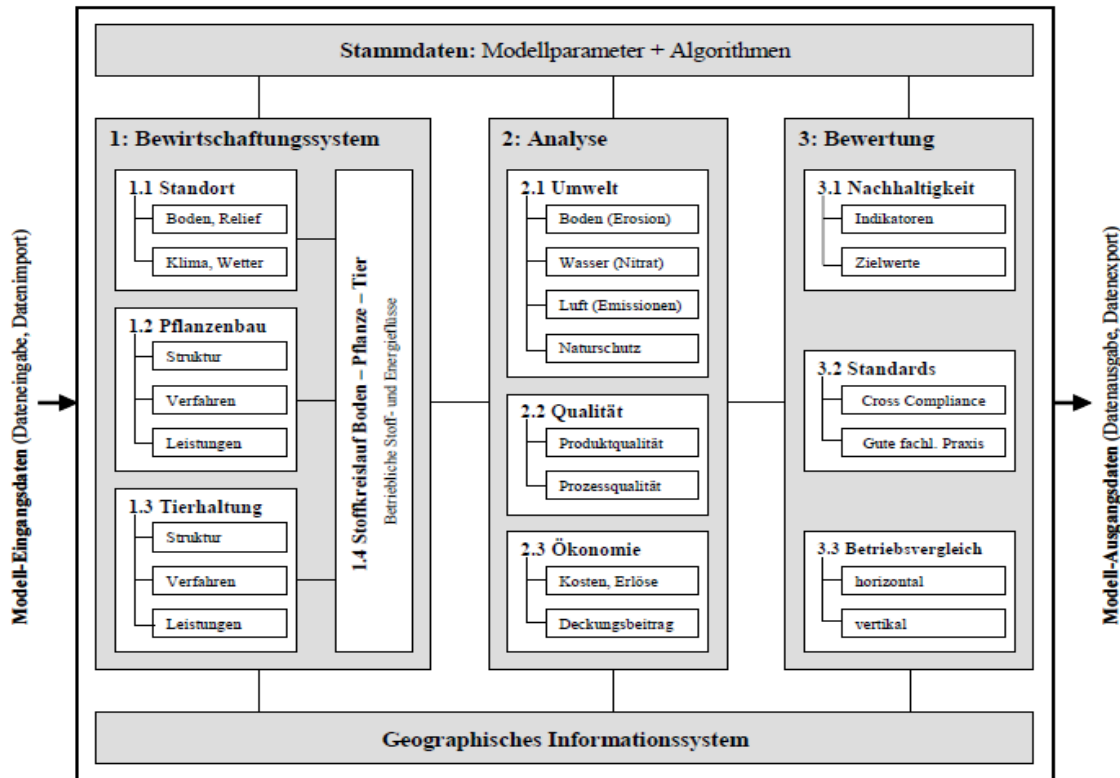 Stammdaten: Modellparameter + Algorithmen
Modell-Eingangsdaten (Dateneingabe, Datenimport)
1: Bewirtschaftungssystem
1.1 Standort
Boden, Relief
Klima, Wetter
1.2 Pflanzenbau
Struktur
Verfahren
Leistungen
1.3 Tierhaltung
Struktur
Verfahren
Leistungen
1.4 Stoffkreislauf Boden – Pflanze – Tier
Betriebliche Stoff- und Energieflüsse
2: Analyse
2.1 Umwelt
Boden (Erosion)
Wasser (Nitrat)
Luft (Emissionen)
Naturschutz
2.2 Qualität
Produktqualität
Prozessqualität
2.3 Ökonomie
Kosten, Erlöse
Deckungsbeitrag
3: Bewertung
3.1 Nachhaltigkeit
Indikatoren
Zielwerte
3.2 Standards
Cross Compliance
Gute fachl. Praxis
3.3 Betriebsvergleich
horizontal
vertikal
Modell-Ausgangsdaten (Datenausgabe, Datenexport)
Geographisches Informationssystem